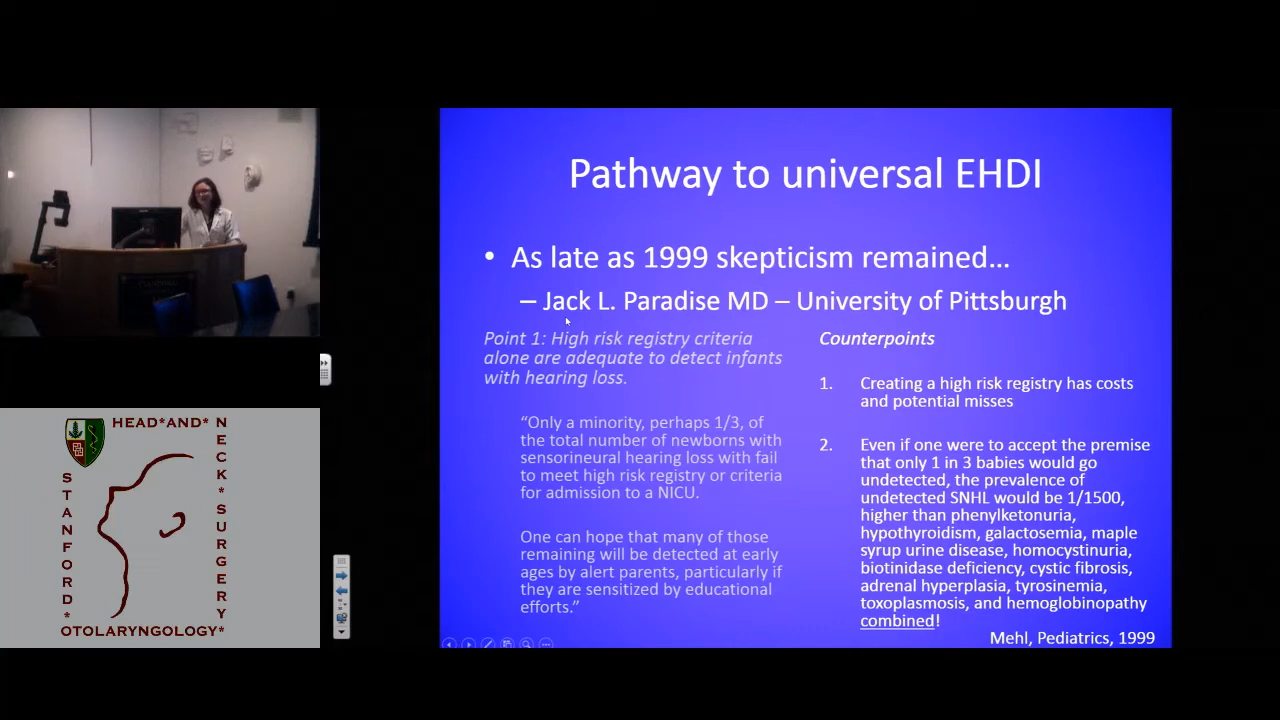 Pathway to universal EHDI
• As late as 1999 skepticism remained...
– Jack L. Paradise MD – University of Pittsburgh
Point 1: High risk registry criteria
alone are adequate to detect infants
with hearing loss.
“Only a minority, perhaps 1/3, of
the total number of newborns with
sensorineural hearing loss with fail
to meet high risk registry or criteria
for admission to a NICU.
One can hope that many of those
remaining will be detected at early
ages by alert parents, particularly if
they are sensitized by educational
efforts.”
Counterpoints
1. Creating a high risk registry has costs
and potential misses
2. Even if one were to accept the premise
that only 1 in 3 babies would go
undetected, the prevalence of
undetected SNHL would be 1/1500,
higher than phenylketonuria,
hypothyroidism, galactosemia, maple
syrup urine disease, homocystinuria,
biotinidase deficiency, cystic fibrosis,
adrenal hyperplasia, tyrosinemia,
toxoplasmosis, and hemoglobinopathy
combined!
Mehl, Pediatrics, 1999
STANFORD*
HEAD*AND*
NECK*SURGERY
OTOLARYNGOLOGY*